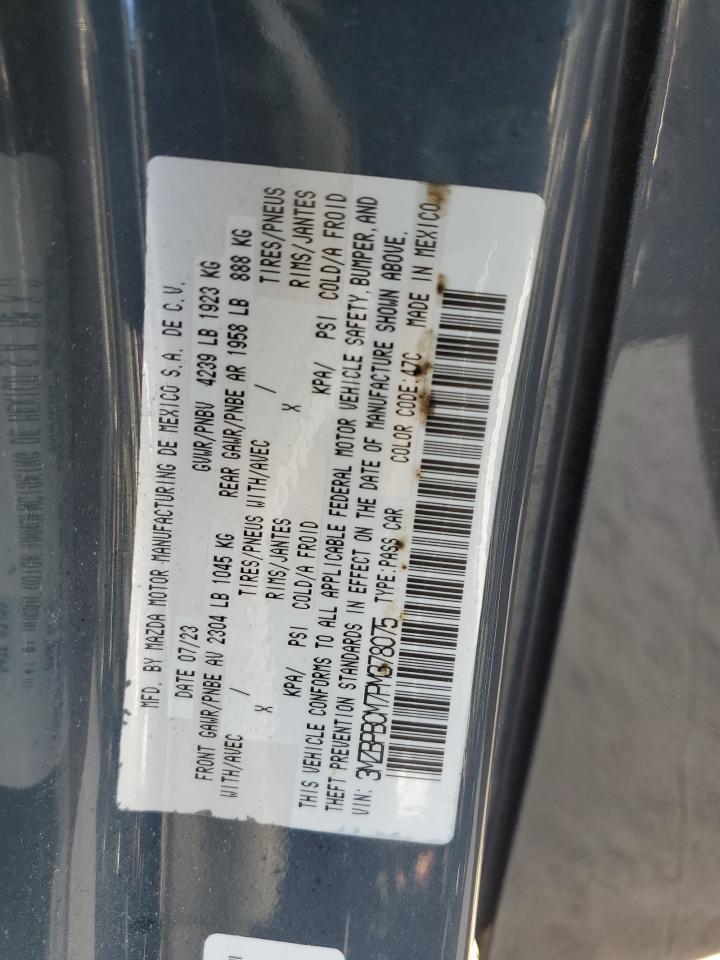 MFD. BY MAZDA MOTOR MANUFACTURING DE MEXICO S.A. DE C.V.
DATE 07/23 GVWR/PNBV 4239 LB 1923 KG
FRONT GAWR/PNBE AV 2304 LB 1045 KG REAR GAWR/PNBE AR 1958 LB 888 KG
WITH/AVEC / TIRES/PNEUS WITH/AVEC / TIRES/PNEUS
X RIMS/JANTES X RIMS/JANTES
KPA/ PSI COLD/A FROID KPA/ PSI COLD/A FROID
THIS VEHICLE CONFORMS TO ALL APPLICABLE FEDERAL MOTOR VEHICLE SAFETY, BUMPER, AND
THEFT PREVENTION STANDARDS IN EFFECT ON THE DATE OF MANUFACTURE SHOWN ABOVE.
VIN: 3MZBPBCM7PM378075 TYPE:PASS CAR COLOR CODE:47C MADE IN MEXICO